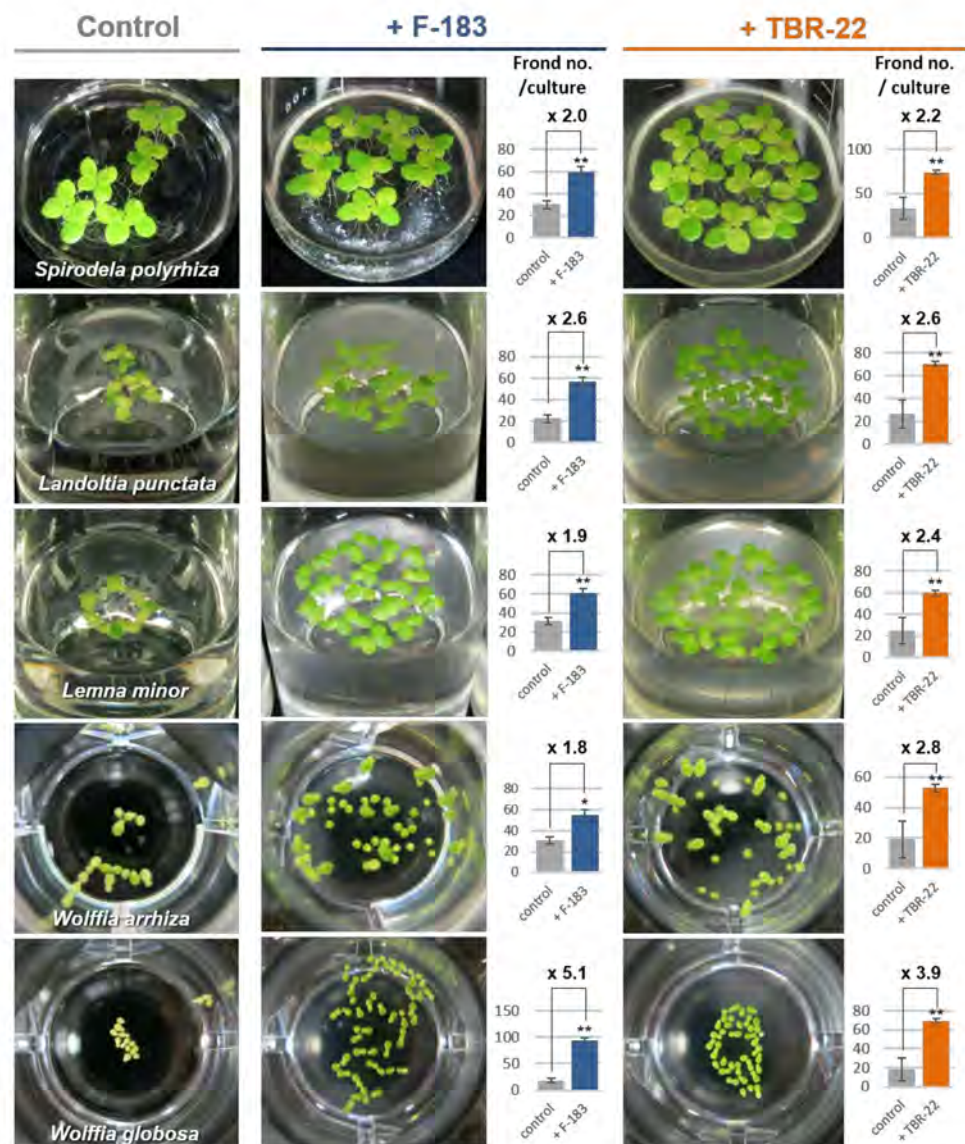 Control
+ F-183
+ TBR-22
Frond no.
/culture
Frond no.
/ culture
Spirodela polyrhiza
x 2.0
80
60
40
20
0
**
control
+ F-183
x 2.2
100
50
0
**
control
+ TBR-22
Landoltia punctata
x 2.6
80
60
40
20
0
**
control
+ F-183
x 2.6
80
60
40
20
0
**
control
+ TBR-22
Lemna minor
x 1.9
80
60
40
20
0
**
control
+ F-183
x 2.4
80
60
40
20
0
**
control
+ TBR-22
Wolffia arrhiza
x 1.8
80
60
40
20
0
*
control
+ F-183
x 2.8
60
40
20
0
**
control
+ TBR-22
Wolffia globosa
x 5.1
150
100
50
0
**
control
+ F-183
x 3.9
80
60
40
20
0
**
control
+ TBR-22